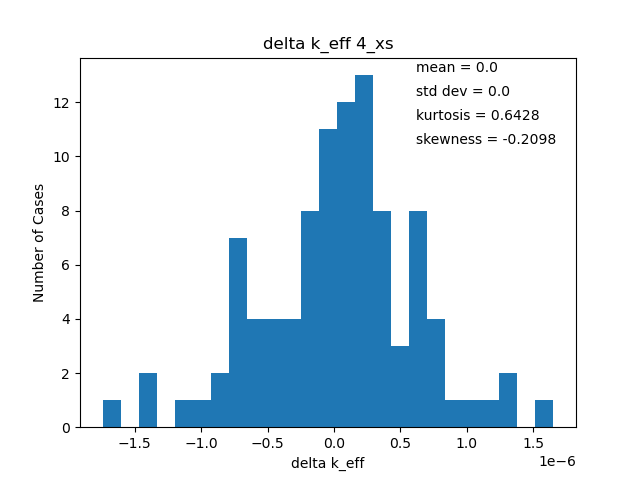 delta k_eff 4_xs
mean = 0.0
std dev = 0.0
kurtosis = 0.6428
skewness = -0.2098
Number of Cases
12
10
8
6
4
2
0
−1.5 −1.0 −0.5 0.0 0.5 1.0 1.5
1e−6
delta k_eff